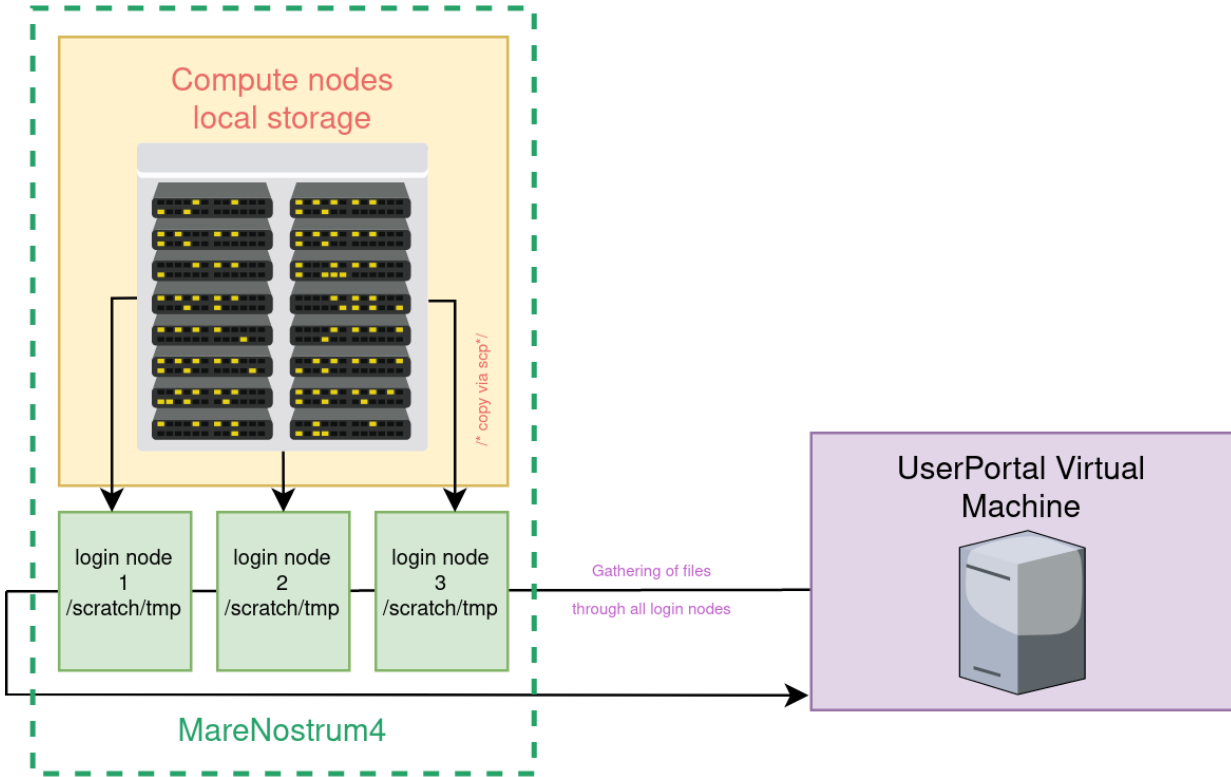 Compute nodes
local storage
/* copy via scp*/
login node
1
/scratch/tmp
login node
2
/scratch/tmp
login node
3
/scratch/tmp
Gathering of files
through all login nodes
UserPortal Virtual
Machine
MareNostrum4